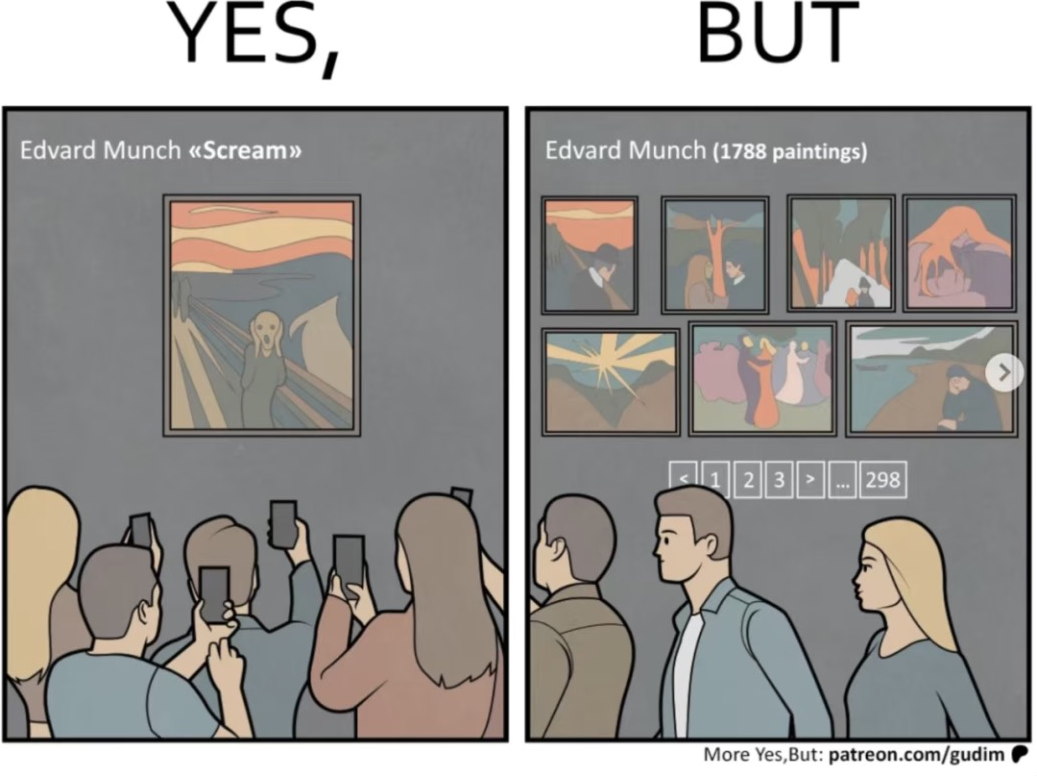 YES,
BUT
Edvard Munch «Scream»
Edvard Munch (1788 paintings)
< 1 2 3 > ... 298
More Yes,But: patreon.com/gudim